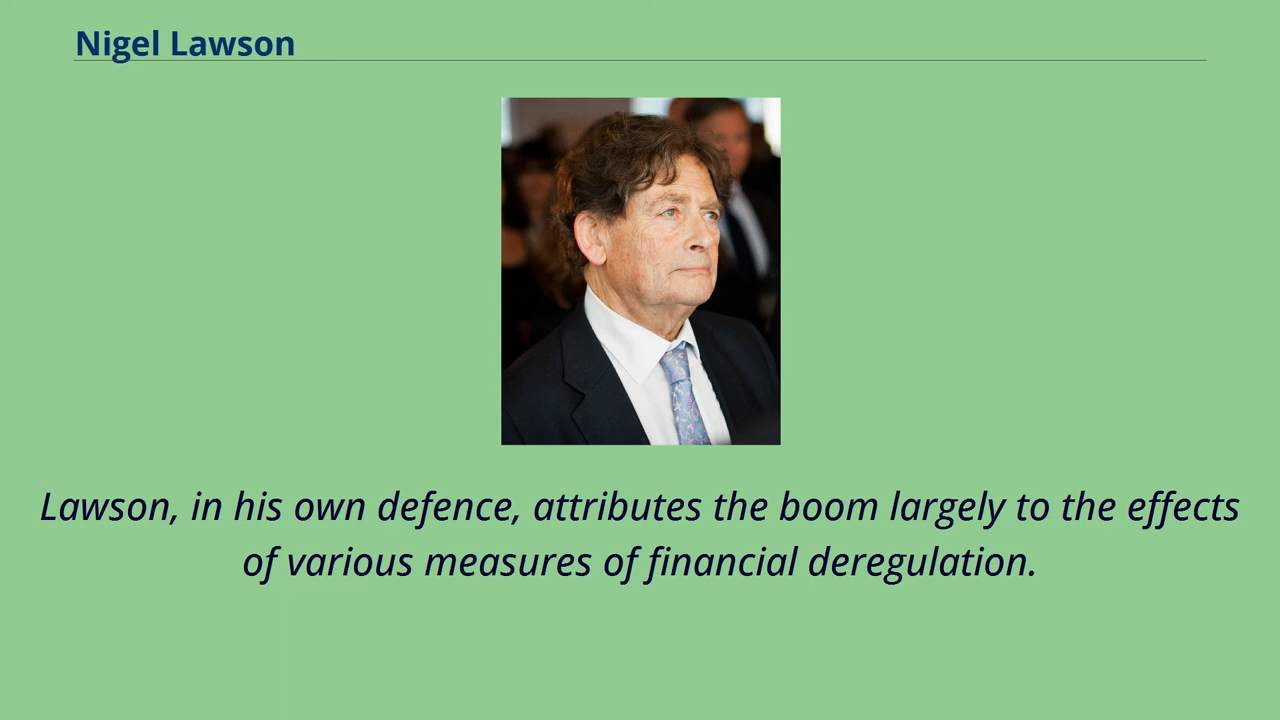 Nigel Lawson
Lawson, in his own defence, attributes the boom largely to the effects
of various measures of financial deregulation.